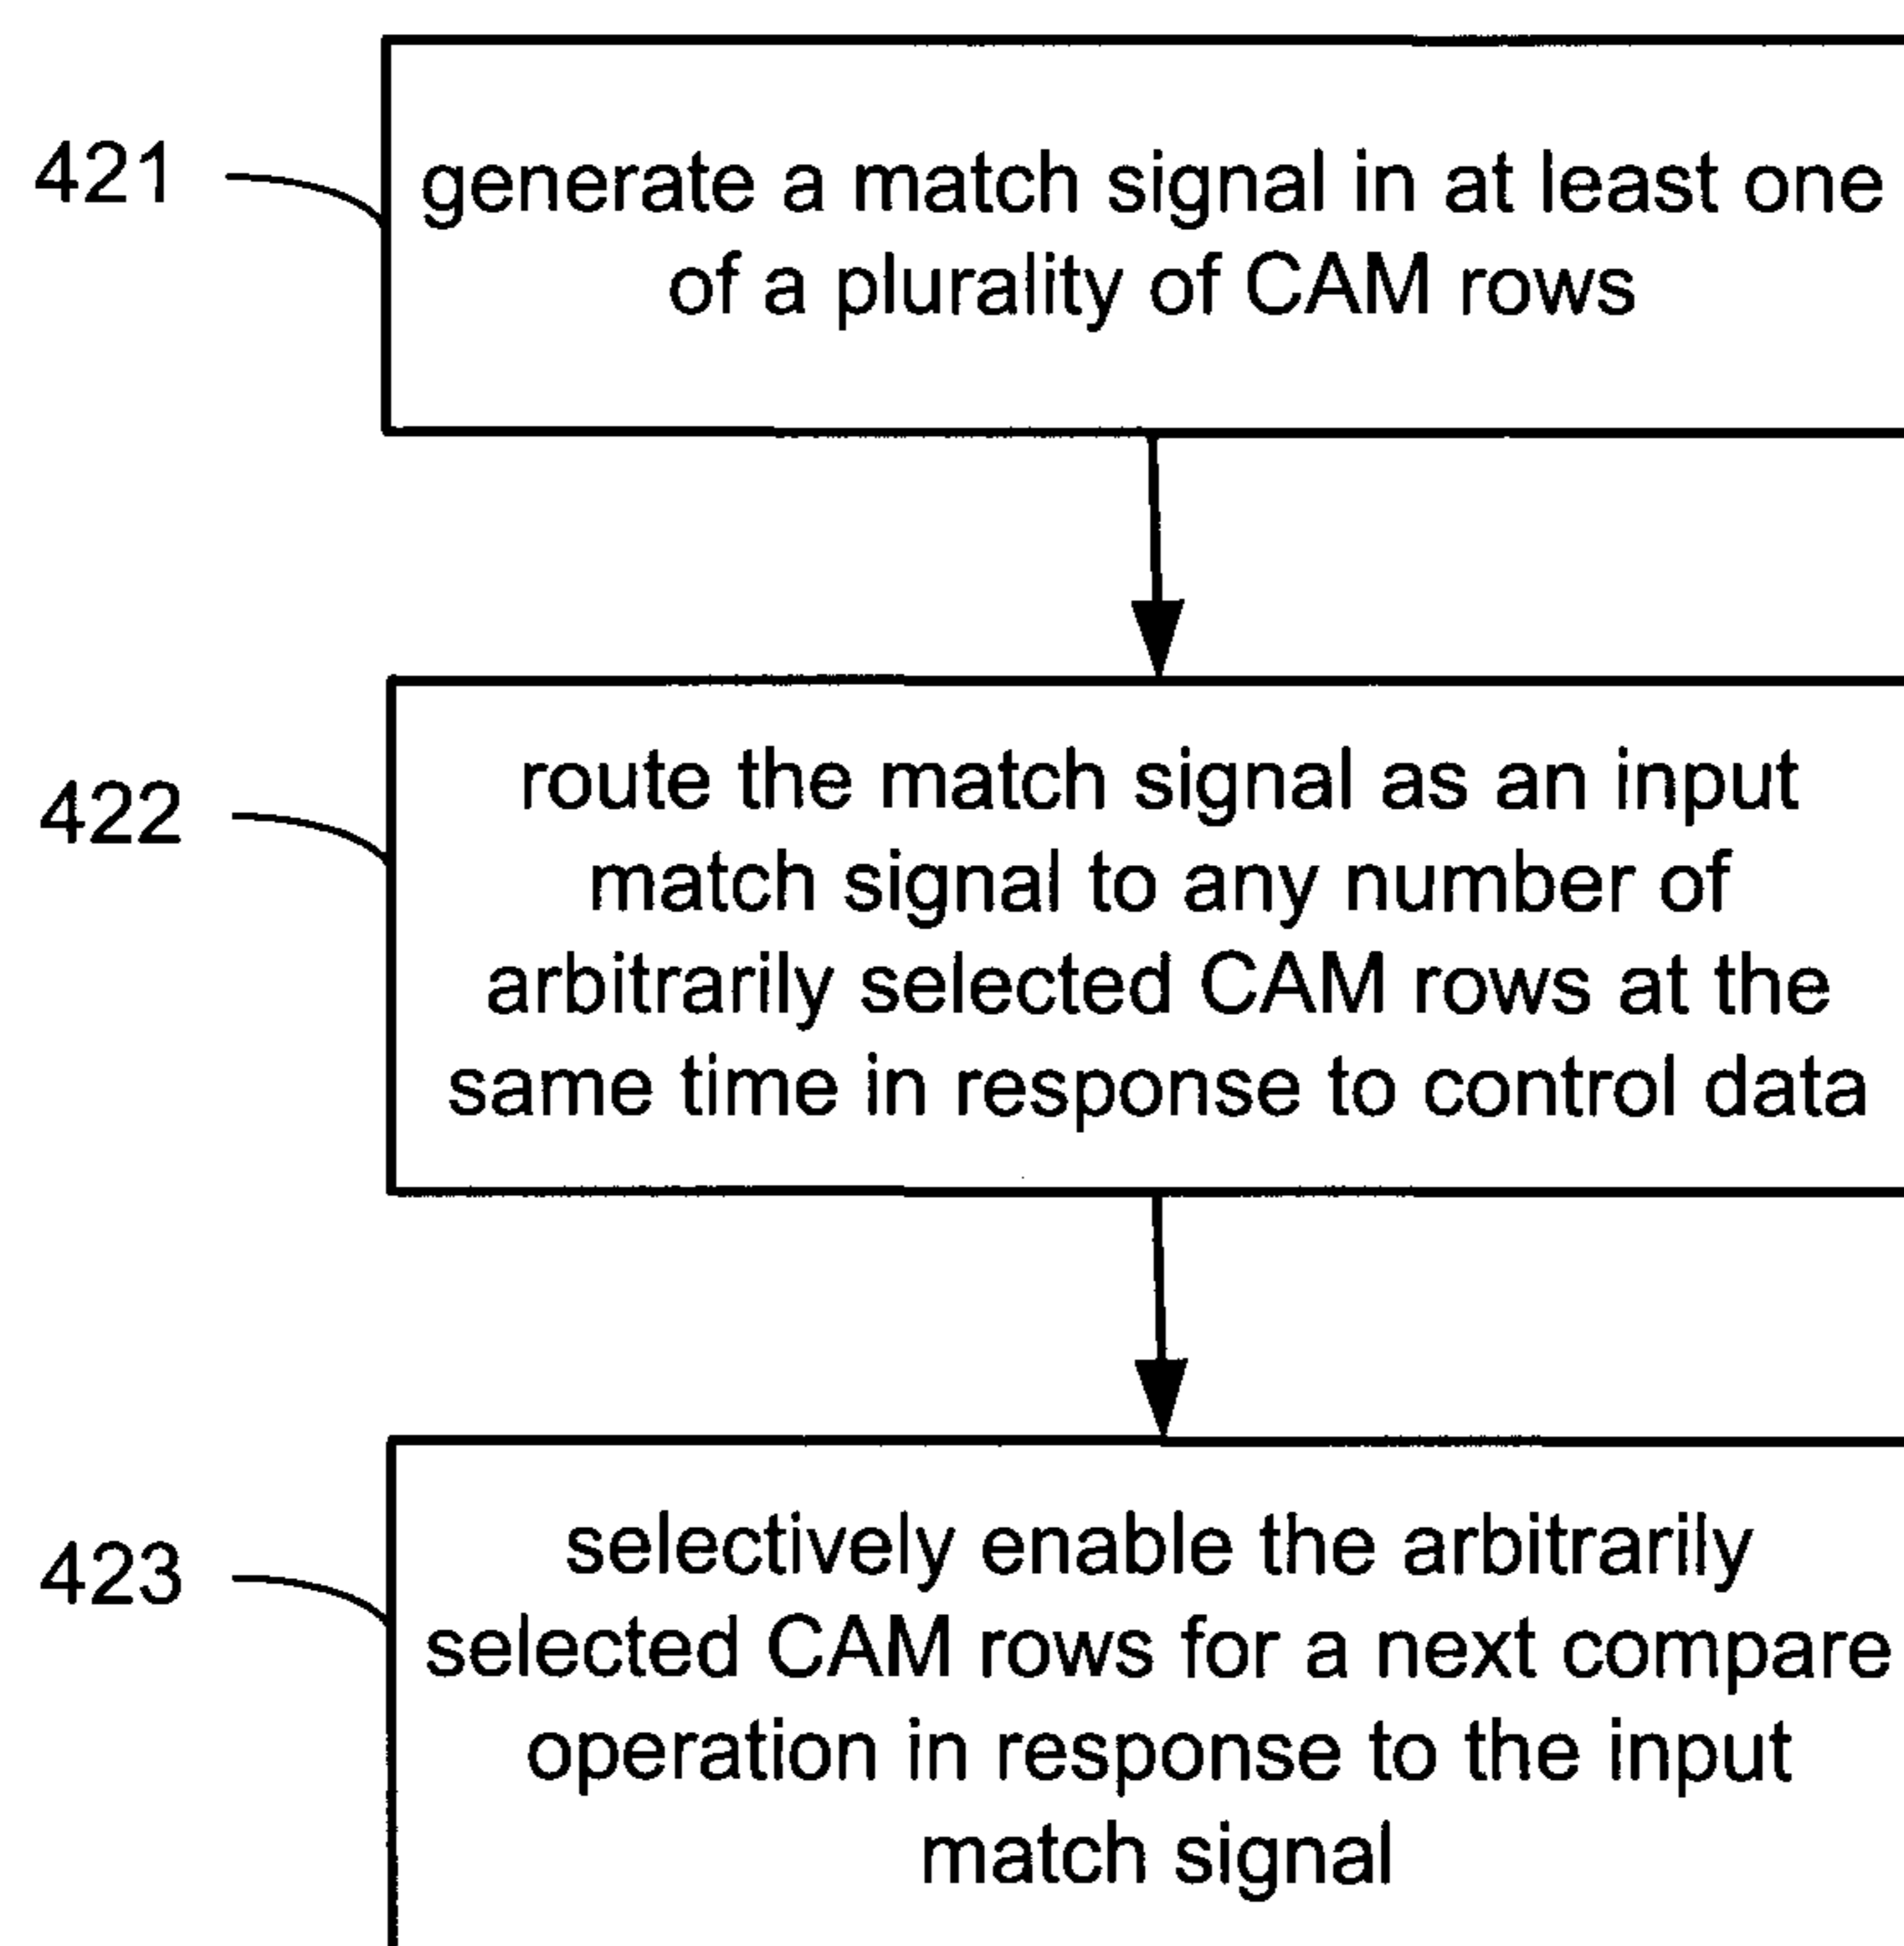 421
generate a match signal in at least one
of a plurality of CAM rows
422
route the match signal as an input
match signal to any number of
arbitrarily selected CAM rows at the
same time in response to control data
423
selectively enable the arbitrarily
selected CAM rows for a next compare
operation in response to the input
match signal